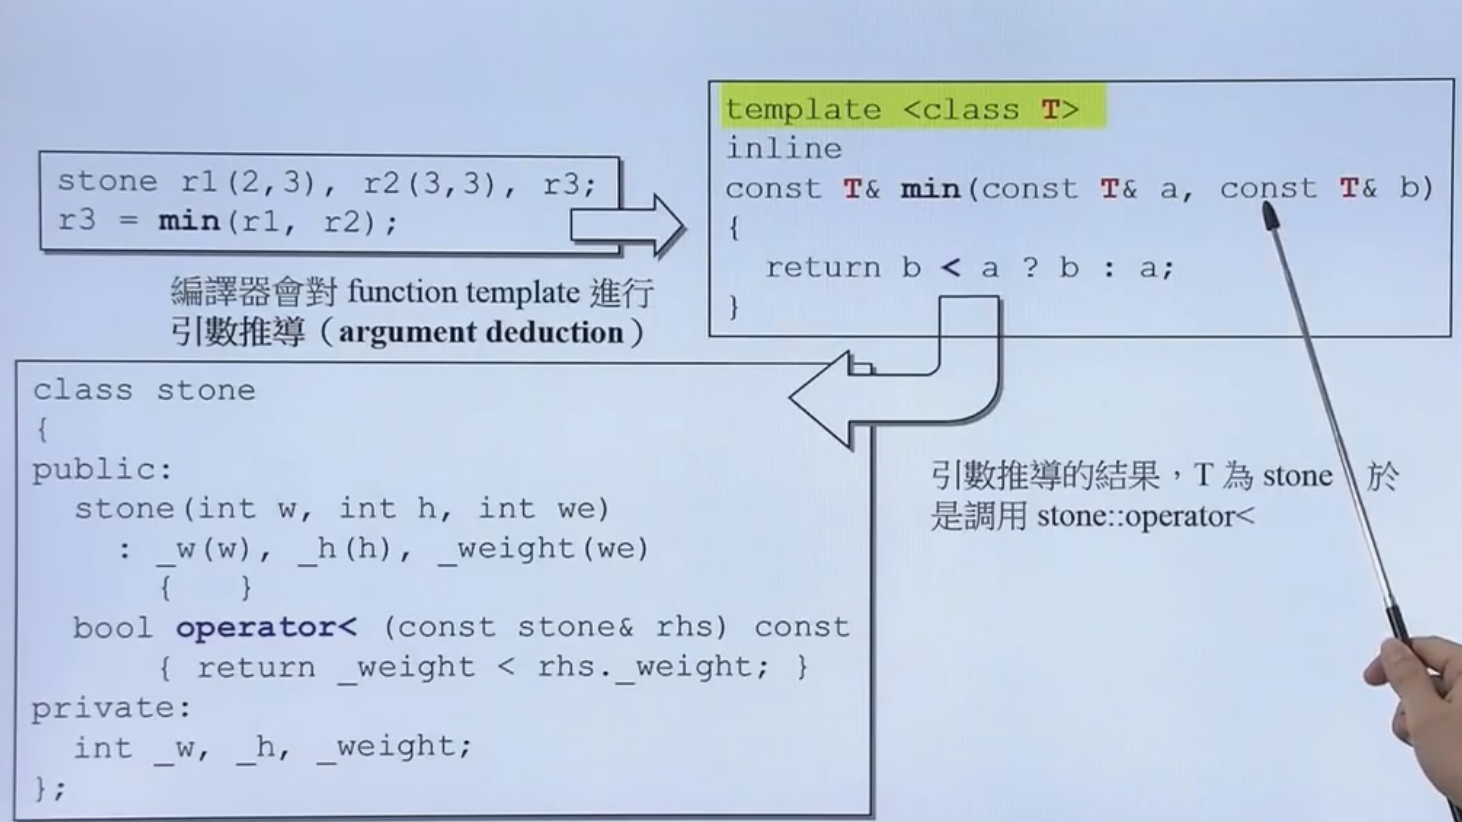 stone r1(2,3), r2(3,3), r3;
r3 = min(r1, r2);
編譯器會對 function template 進行
引數推導（argument deduction）
template <class T>
inline
const T& min(const T& a, const T& b)
{
return b < a ? b : a;
}
引數推導的結果，T 為 stone 於
是調用 stone::operator<
class stone
{
public:
stone(int w, int h, int we)
: _w(w), _h(h), _weight(we)
{ }
bool operator< (const stone& rhs) const
{ return _weight < rhs._weight; }
private:
int _w, _h, _weight;
};